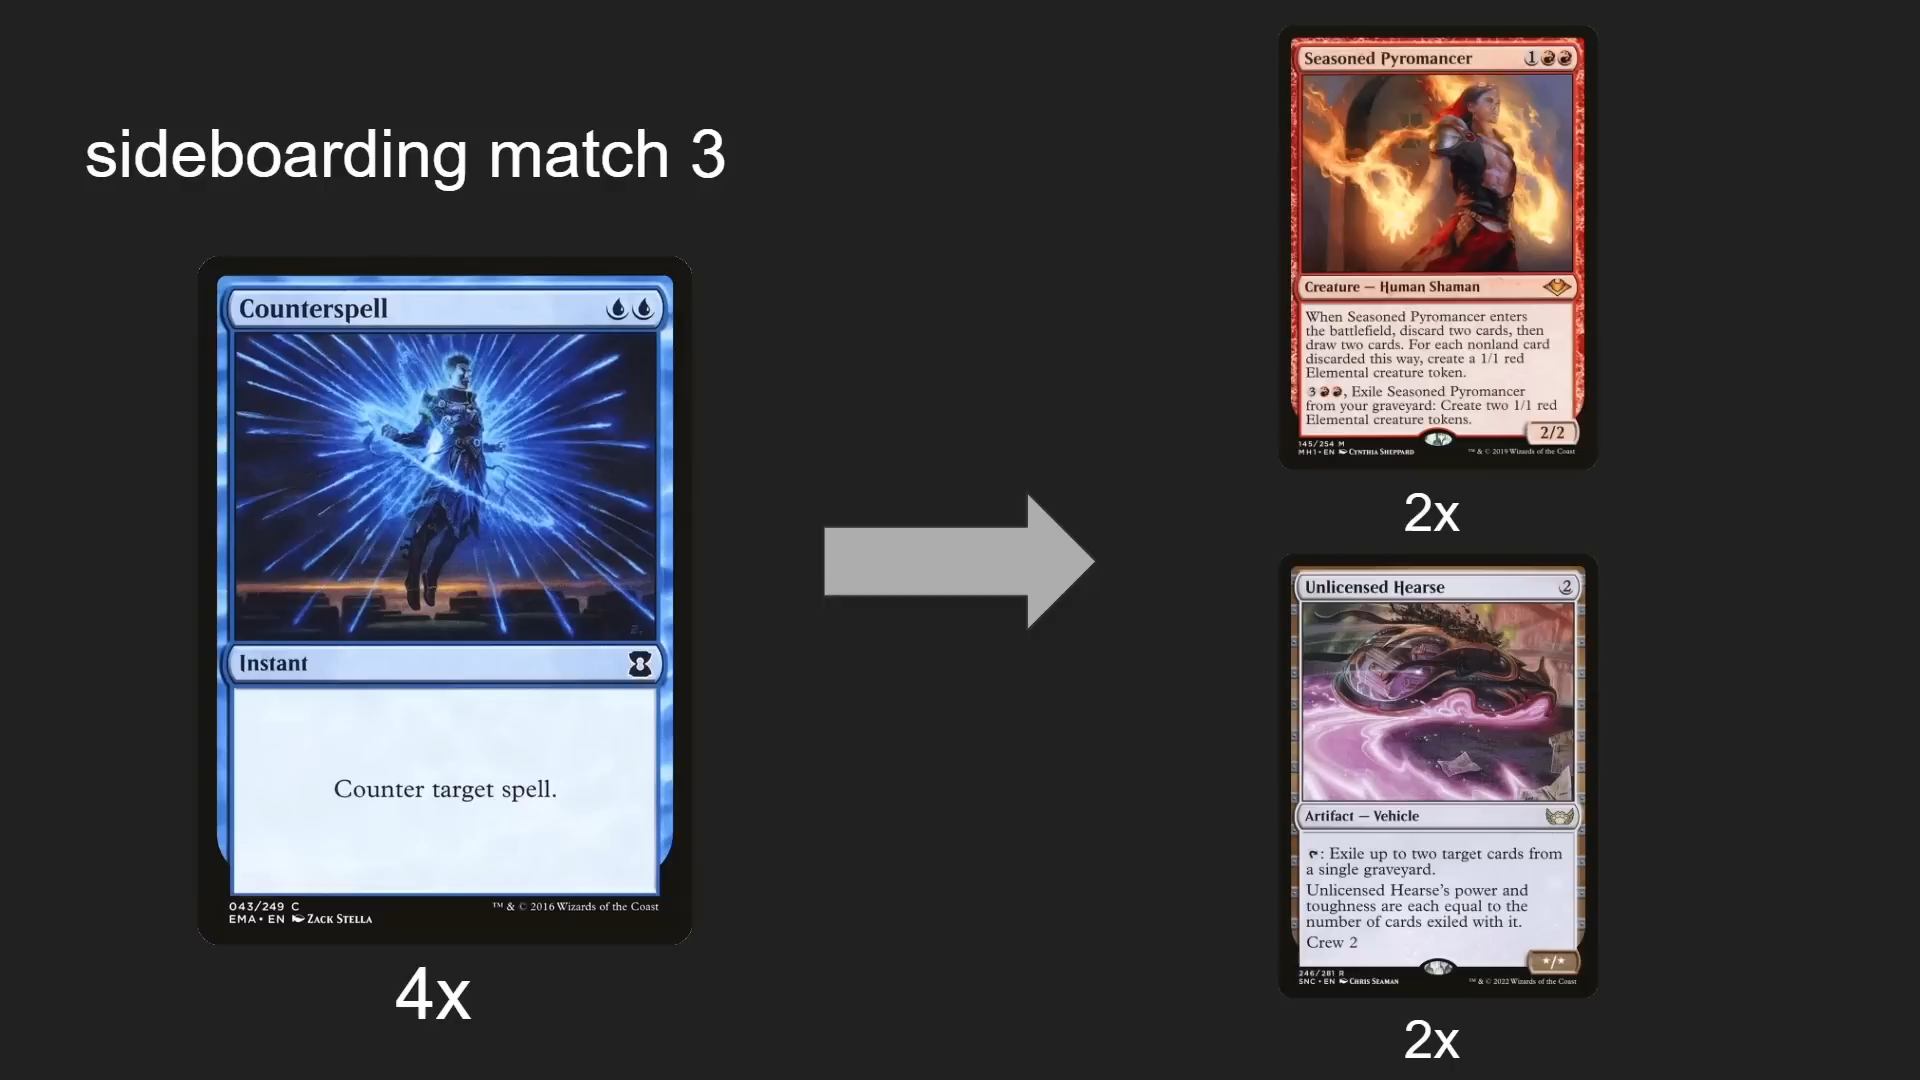 sideboarding match 3
Counterspell
Instant
Counter target spell.
043/249 C
EMA • EN ZACK STELLA
™ & © 2016 Wizards of the Coast
4x
Seasoned Pyromancer 1
Creature — Human Shaman
When Seasoned Pyromancer enters
the battlefield, discard two cards, then
draw two cards. For each nonland card
discarded this way, create a 1/1 red
Elemental creature token.
3, Exile Seasoned Pyromancer
from your graveyard: Create two 1/1 red
Elemental creature tokens.
2/2
145/254 M
MH1 • EN CYNTHIA SHEPPARD
™ & © 2019 Wizards of the Coast
2x
Unlicensed Hearse 2
Artifact — Vehicle
: Exile up to two target cards from
a single graveyard.
Unlicensed Hearse's power and
toughness are each equal to the
number of cards exiled with it.
Crew 2
*/*
246/281 R
SNC • EN CHRIS SEAMAN
™ & © 2022 Wizards of the Coast
2x